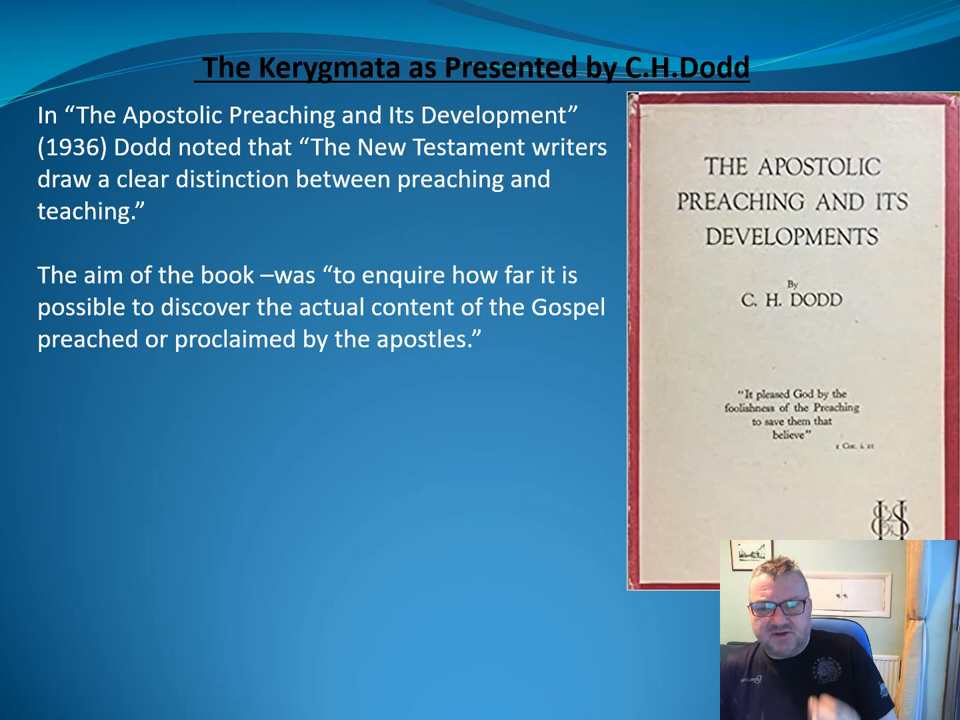 The Kerygmata as Presented by C.H.Dodd
In “The Apostolic Preaching and Its Development”
(1936) Dodd noted that “The New Testament writers
draw a clear distinction between preaching and
teaching.”
The aim of the book –was “to enquire how far it is
possible to discover the actual content of the Gospel
preached or proclaimed by the apostles.”
THE APOSTOLIC
PREACHING AND ITS
DEVELOPMENTS
By
C. H. DODD
"It pleased God by the
foolishness of the Preaching
to save them that
believe"
1 Cor. i. 21